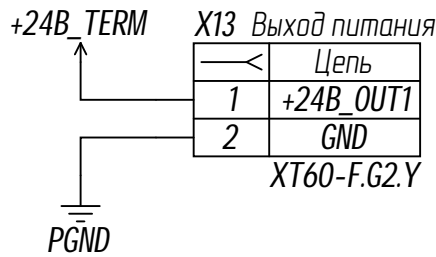 +24В_TERM
X13 Выход питания
Цепь
1 +24В_OUT1
2 GND
XT60-F.G2.Y
PGND